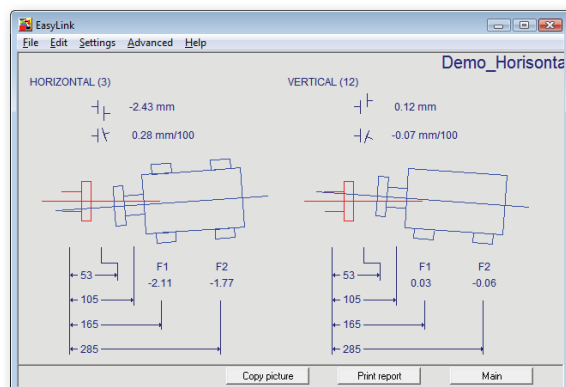 EasyLink
File Edit Settings Advanced Help
Demo_Horisonta
HORIZONTAL (3)
-2.43 mm
0.28 mm/100
53
105
165
285
F1 F2
-2.11 -1.77
VERTICAL (12)
0.12 mm
-0.07 mm/100
53
105
165
285
F1 F2
0.03 -0.06
Copy picture Print report Main